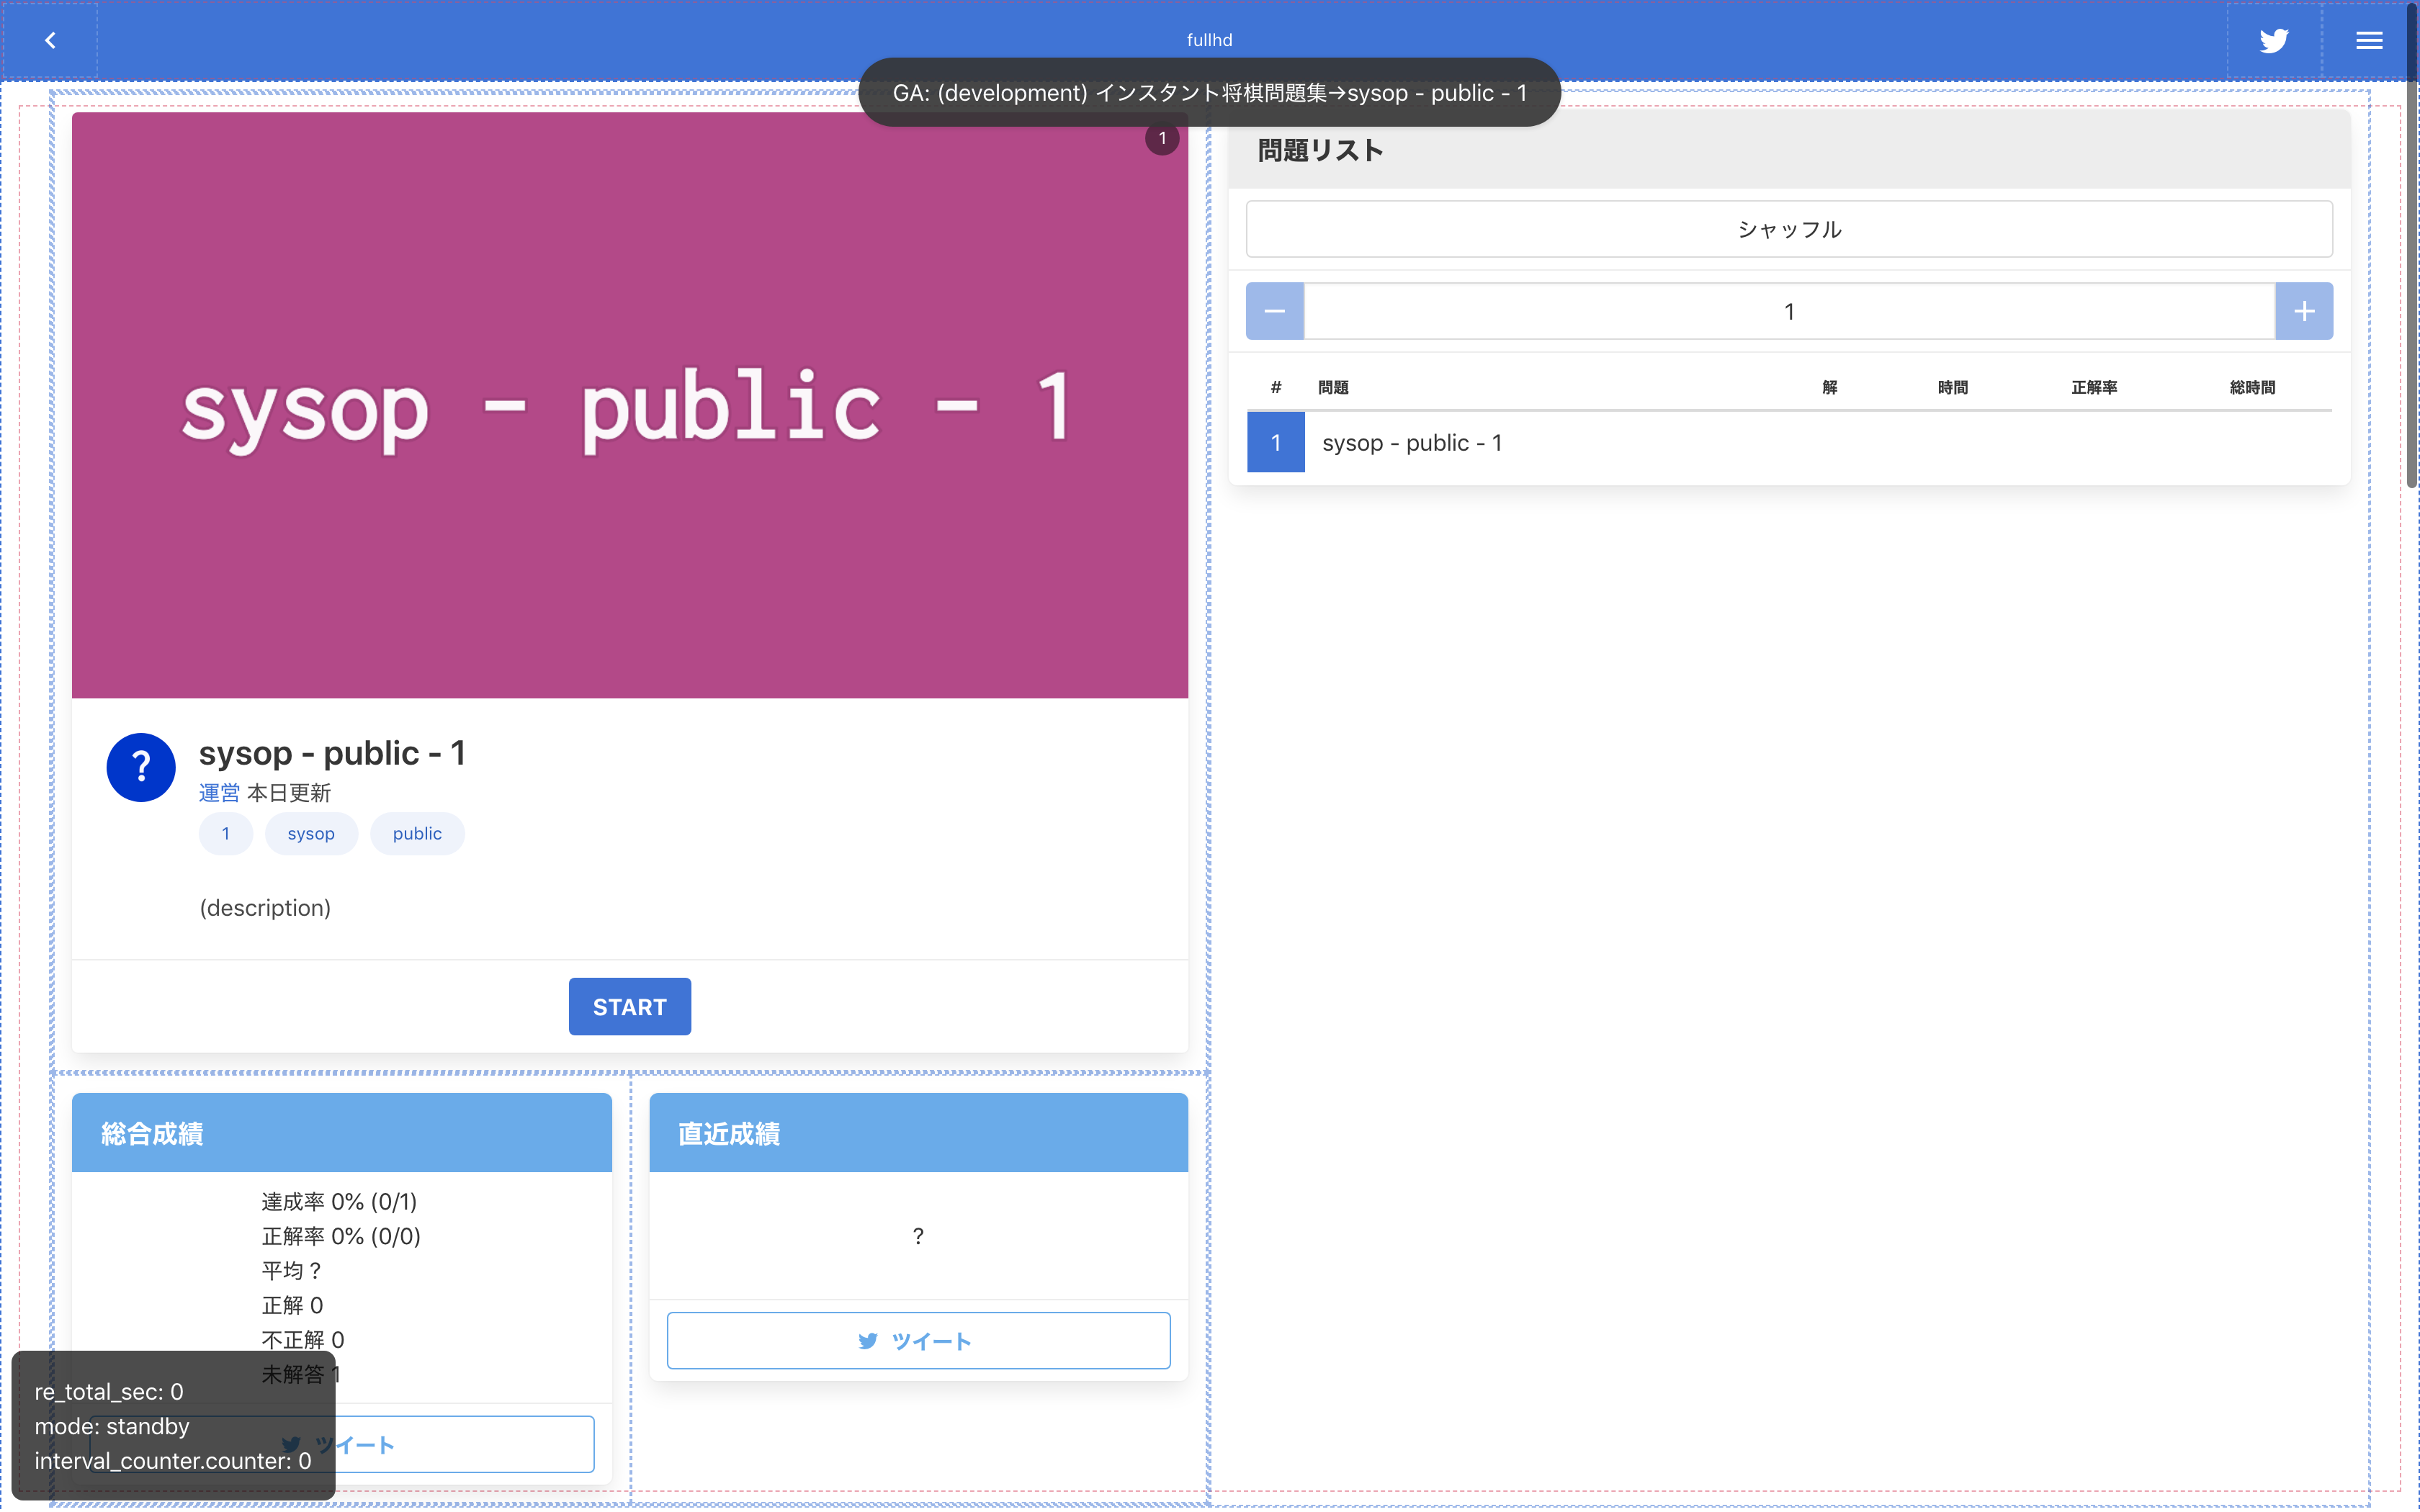 fullhd
GA: (development) インスタント将棋問題集→sysop - public - 1
1
sysop - public - 1
?
sysop - public - 1
運営 本日更新
1 sysop public
(description)
START
総合成績
達成率 0% (0/1)
正解率 0% (0/0)
平均 ?
正解 0
不正解 0
未解答 1
ツイート
直近成績
?
ツイート
re_total_sec: 0
mode: standby
interval_counter.counter: 0
問題リスト
シャッフル
1
# 問題 解 時間 正解率 総時間
1 sysop - public - 1